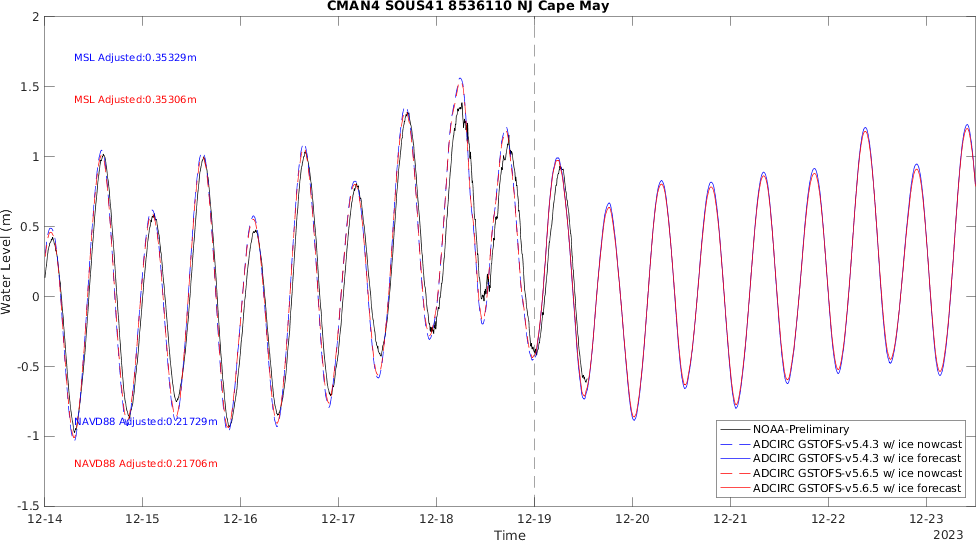 CMAN4 SOUS41 8536110 NJ Cape May
2
1.5
1
0.5
0
-0.5
-1
-1.5
Water Level (m)
MSL Adjusted:0.35329m
MSL Adjusted:0.35306m
NAVD88 Adjusted:0.21729m
NAVD88 Adjusted:0.21706m
NOAA-Preliminary
ADCIRC GSTOFS-v5.4.3 w/ ice nowcast
ADCIRC GSTOFS-v5.4.3 w/ ice forecast
ADCIRC GSTOFS-v5.6.5 w/ ice nowcast
ADCIRC GSTOFS-v5.6.5 w/ ice forecast
12-14 12-15 12-16 12-17 12-18 12-19 12-20 12-21 12-22 12-23
Time
2023